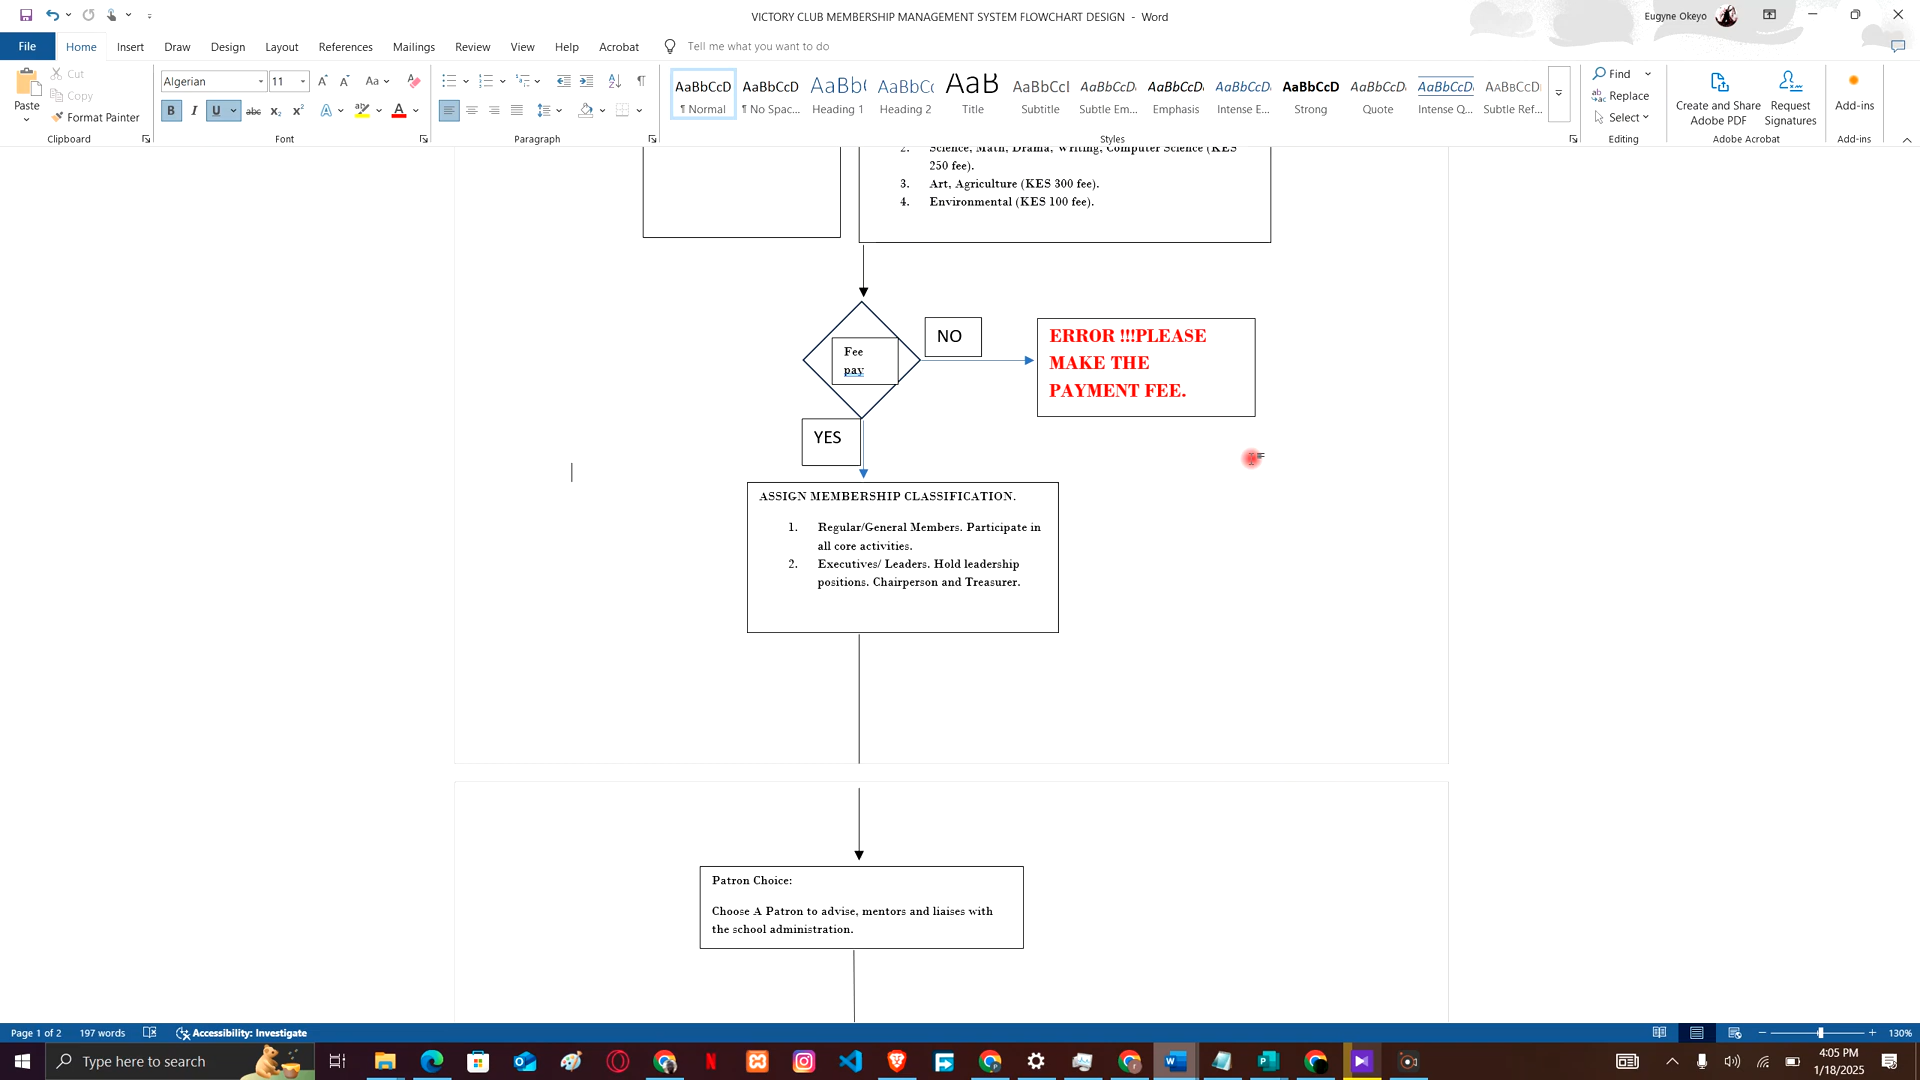 VICTORY CLUB MEMBERSHIP MANAGEMENT SYSTEM FLOWCHART DESIGN - Word
Eugyne Okeyo
File Home Insert Draw Design Layout References Mailings Review View Help Acrobat Tell me what you want to do
Paste
Cut
Copy
Format Painter
Clipboard
Algerian 11
Font
Paragraph
AaBbCcD AaBbCcD AaBbC AaBbCc AaB AaBbCcI AaBbCcD AaBbCcD AaBbCcD AaBbCcD AaBbCcD AaBbCcD AABBCCD
¶ Normal ¶ No Spac... Heading 1 Heading 2 Title Subtitle Subtle Em... Emphasis Intense E... Strong Quote Intense Q... Subtle Ref...
Styles
Find
Replace
Select
Editing
Create and Share
Adobe PDF
Request
Signatures
Adobe Acrobat
Add-ins
Add-ins
2. Science, Math, Drama, Writing, Computer Science (KES
250 fee).
3. Art, Agriculture (KES 300 fee).
4. Environmental (KES 100 fee).
Fee
pay
NO
ERROR !!!PLEASE
MAKE THE
PAYMENT FEE.
YES
ASSIGN MEMBERSHIP CLASSIFICATION.
1. Regular/General Members. Participate in
all core activities.
2. Executives/ Leaders. Hold leadership
positions. Chairperson and Treasurer.
Patron Choice:
Choose A Patron to advise, mentors and liaises with
the school administration.
Page 1 of 2 197 words Accessibility: Investigate 130%
Type here to search
4:05 PM
1/18/2025